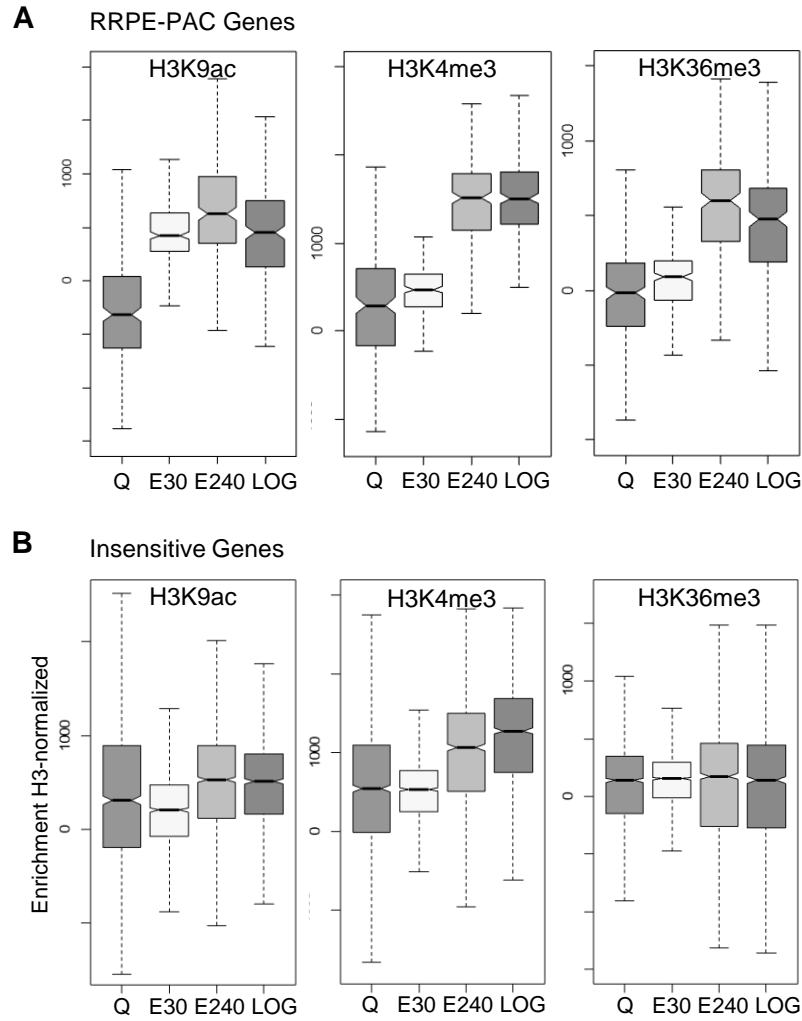 A RRPE-PAC Genes
H3K9ac H3K4me3 H3K36me3
1000
0
1000
0
1000
0
Q E30 E240 LOG Q E30 E240 LOG Q E30 E240 LOG
B Insensitive Genes
H3K9ac H3K4me3 H3K36me3
Enrichment H3-normalized
1000
0
1000
0
1000
0
Q E30 E240 LOG Q E30 E240 LOG Q E30 E240 LOG